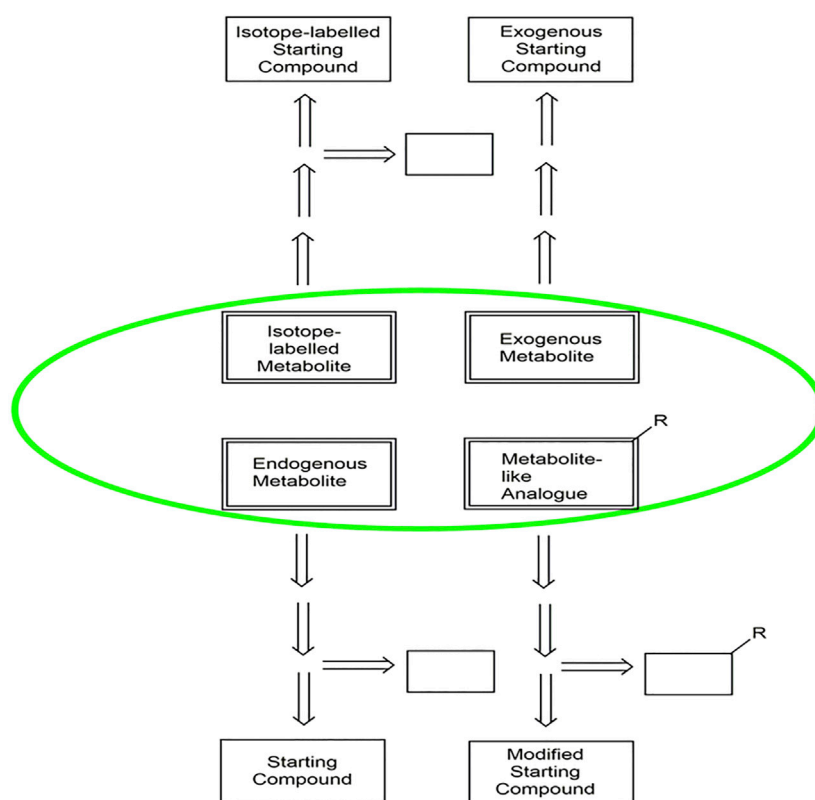 Isotope-labelled
Starting
Compound
Exogenous
Starting
Compound
Isotope-
labelled
Metabolite
Exogenous
Metabolite
R
Endogenous
Metabolite
Metabolite-
like
Analogue
R
Starting
Compound
Modified
Starting
Compound